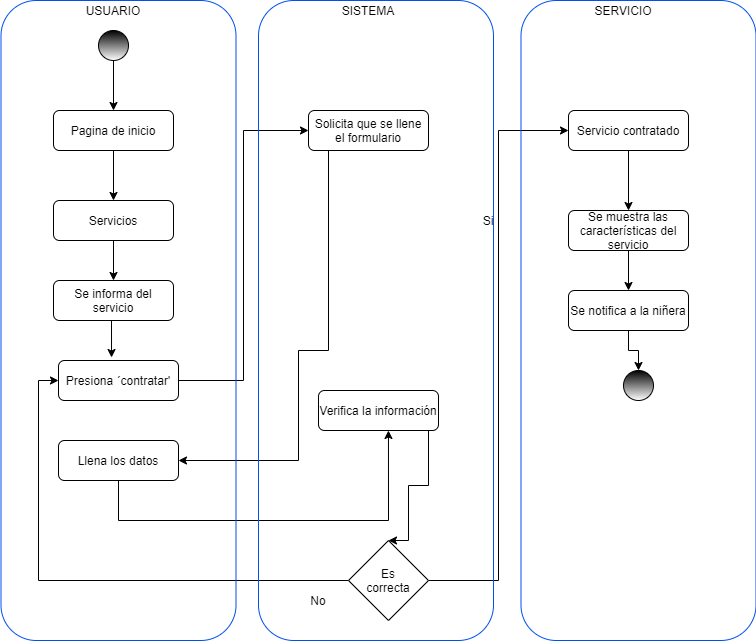 USUARIO
SISTEMA
SERVICIO
Pagina de inicio
Servicios
Se informa del
servicio
Presiona ´contratar'
Llena los datos
Solicita que se llene
el formulario
Verifica la información
Es
correcta
No
Si
Servicio contratado
Se muestra las
características del
servicio
Se notifica a la niñera